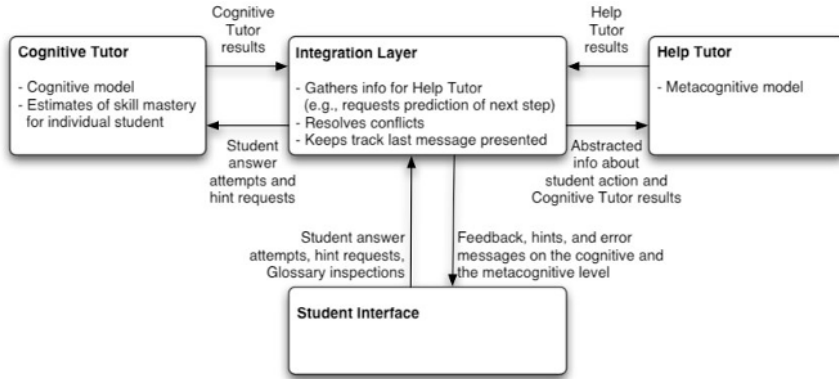 Cognitive
Tutor
results
Help
Tutor
results
Cognitive Tutor
- Cognitive model
- Estimates of skill mastery
for individual student
Integration Layer
- Gathers info for Help Tutor
(e.g., requests prediction of next step)
- Resolves conflicts
- Keeps track last message presented
Help Tutor
- Metacognitive model
Student
answer
attempts and
hint requests
Abstracted
info about
student action and
Cognitive Tutor results
Student answer
attempts, hint requests,
Glossary inspections
Feedback, hints, and error
messages on the cognitive and
the metacognitive level
Student Interface